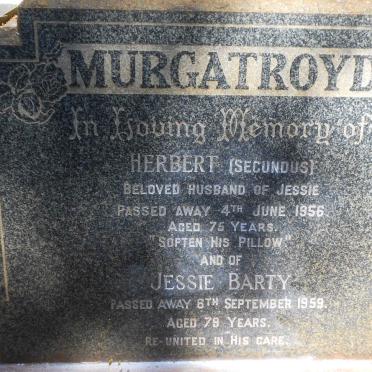 MURGATROYD
In Loving Memory of
HERBERT (SECUNDUS)
BELOVED HUSBAND OF JESSIE
PASSED AWAY 4TH JUNE 1956.
AGED 75 YEARS.
"SOFTEN HIS PILLOW"
AND OF
JESSIE BARTY
PASSED AWAY 6TH SEPTEMBER 1959.
AGED 79 YEARS.
RE-UNITED IN HIS CARE.